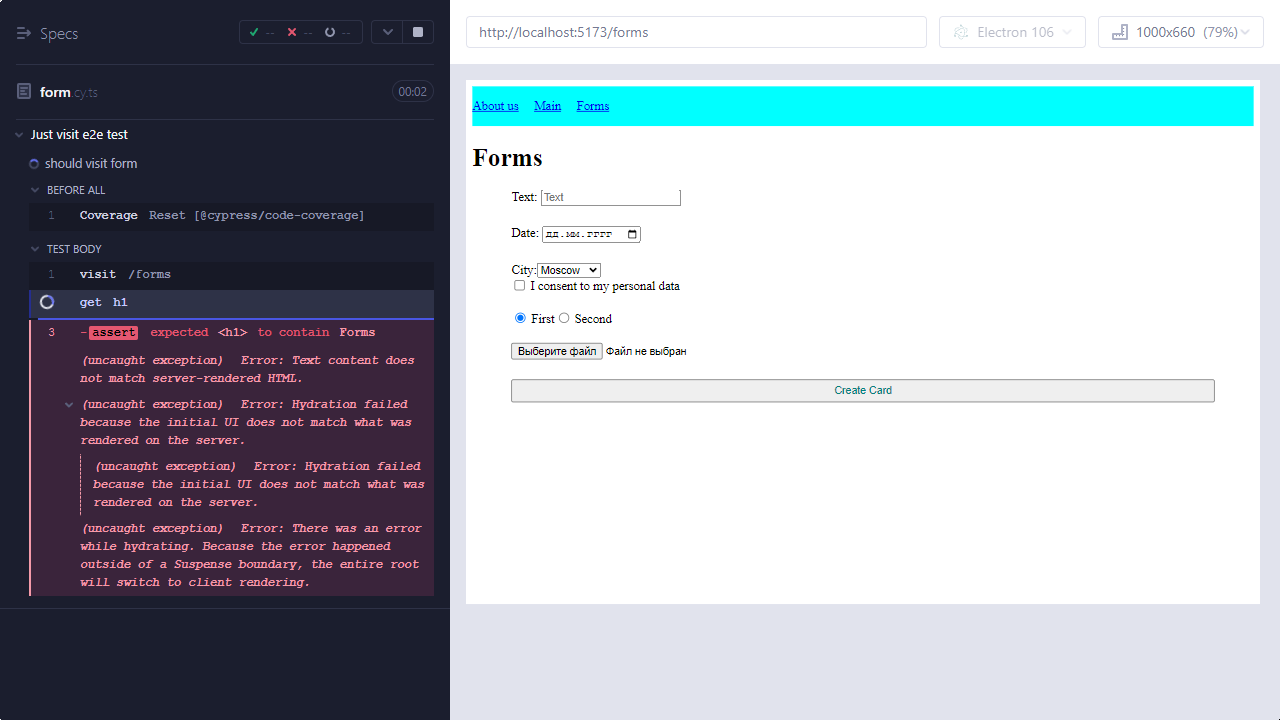 Specs
-- -- --
form.cy.ts 00:02
Just visit e2e test
should visit form
BEFORE ALL
1 Coverage Reset [@cypress/code-coverage]
TEST BODY
1 visit /forms
get h1
3 -assert expected <h1> to contain Forms
(uncaught exception) Error: Text content does
not match server-rendered HTML.
(uncaught exception) Error: Hydration failed
because the initial UI does not match what was
rendered on the server.
(uncaught exception) Error: Hydration failed
because the initial UI does not match what was
rendered on the server.
(uncaught exception) Error: There was an error
while hydrating. Because the error happened
outside of a Suspense boundary, the entire root
will switch to client rendering.
http://localhost:5173/forms
Electron 106
1000x660 (79%)
About us Main Forms
Forms
Text: Text
Date: дд.мм.гггг
City: Moscow
I consent to my personal data
First Second
Выберите файл Файл не выбран
Create Card